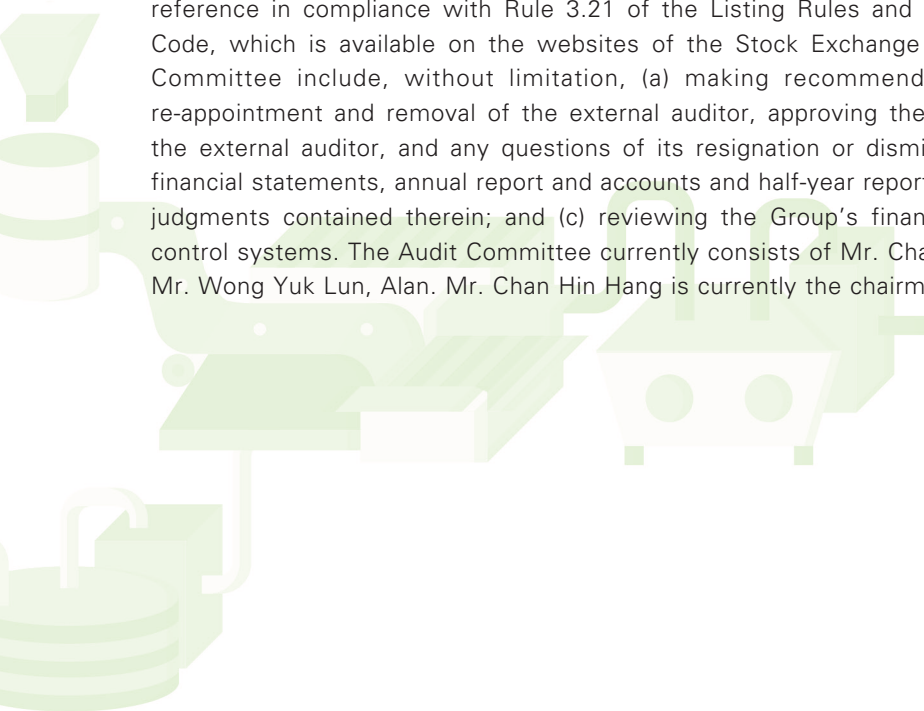 reference in compliance with Rule 3.21 of the Listing Rules and
Code, which is available on the websites of the Stock Exchange
Committee include, without limitation, (a) making recommend
re-appointment and removal of the external auditor, approving the
the external auditor, and any questions of its resignation or dismi
financial statements, annual report and accounts and half-year report
judgments contained therein; and (c) reviewing the Group's finan
control systems. The Audit Committee currently consists of Mr. Cha
Mr. Wong Yuk Lun, Alan. Mr. Chan Hin Hang is currently the chairm